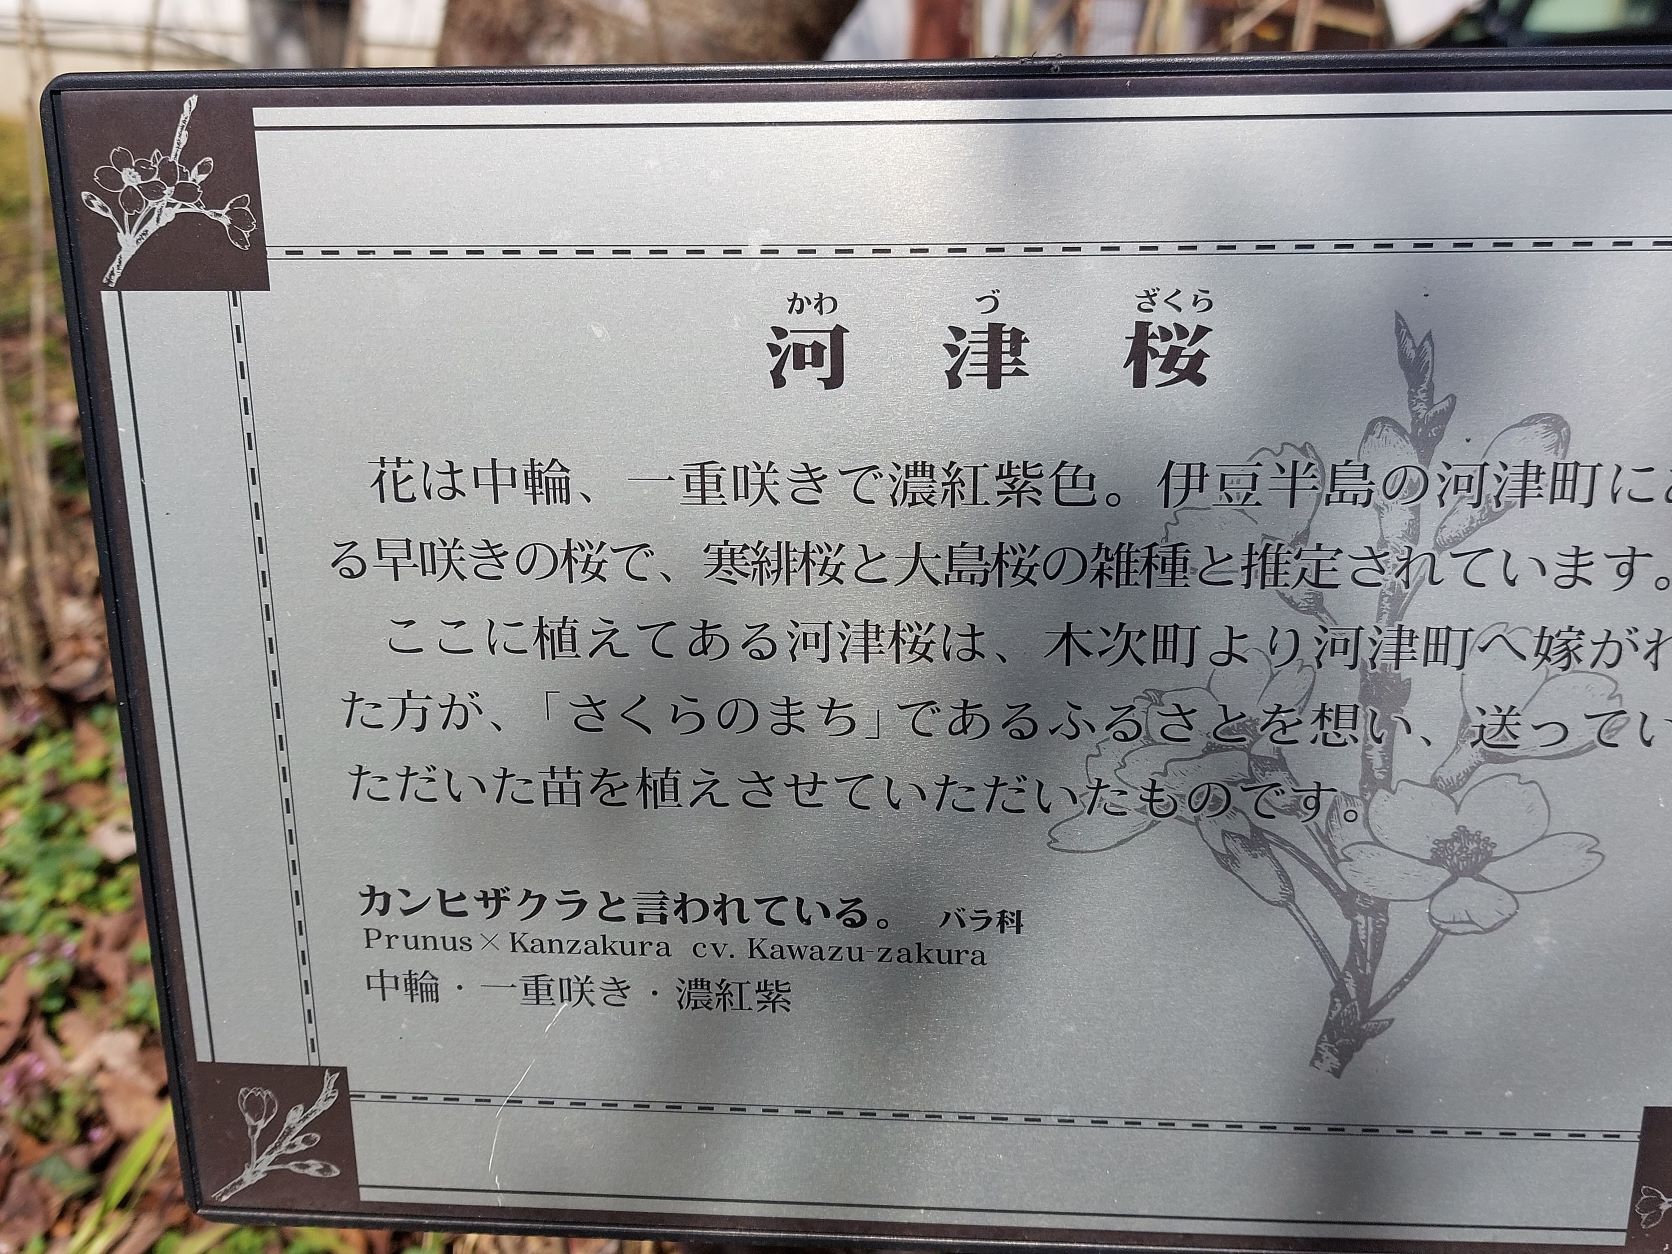 かわ づ ざくら
河津桜
花は中輪、一重咲きで濃紅紫色。伊豆半島の河津町に
る早咲きの桜で、寒緋桜と大島桜の雑種と推定されています。
ここに植えてある河津桜は、木次町より河津町へ嫁がれ
た方が、「さくらのまち」であるふるさとを想い、送ってい
ただいた苗を植えさせていただいたものです。
カンヒザクラと言われている。 バラ科
Prunus×Kanzakura cv. Kawazu-zakura
中輪・一重咲き・濃紅紫